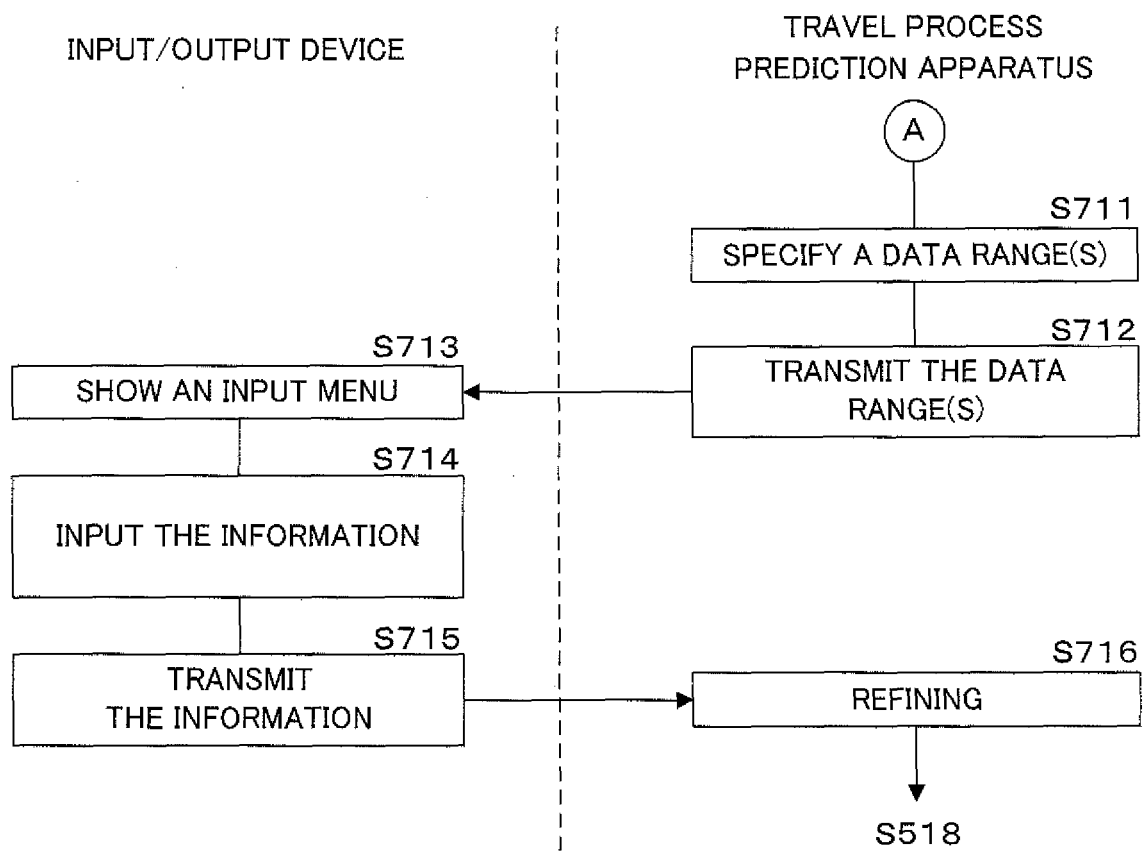 INPUT/OUTPUT DEVICE
TRAVEL PROCESS
PREDICTION APPARATUS
A
S711
SPECIFY A DATA RANGE(S)
S712
TRANSMIT THE DATA
RANGE(S)
S713
SHOW AN INPUT MENU
S714
INPUT THE INFORMATION
S715
TRANSMIT
THE INFORMATION
S716
REFINING
S518